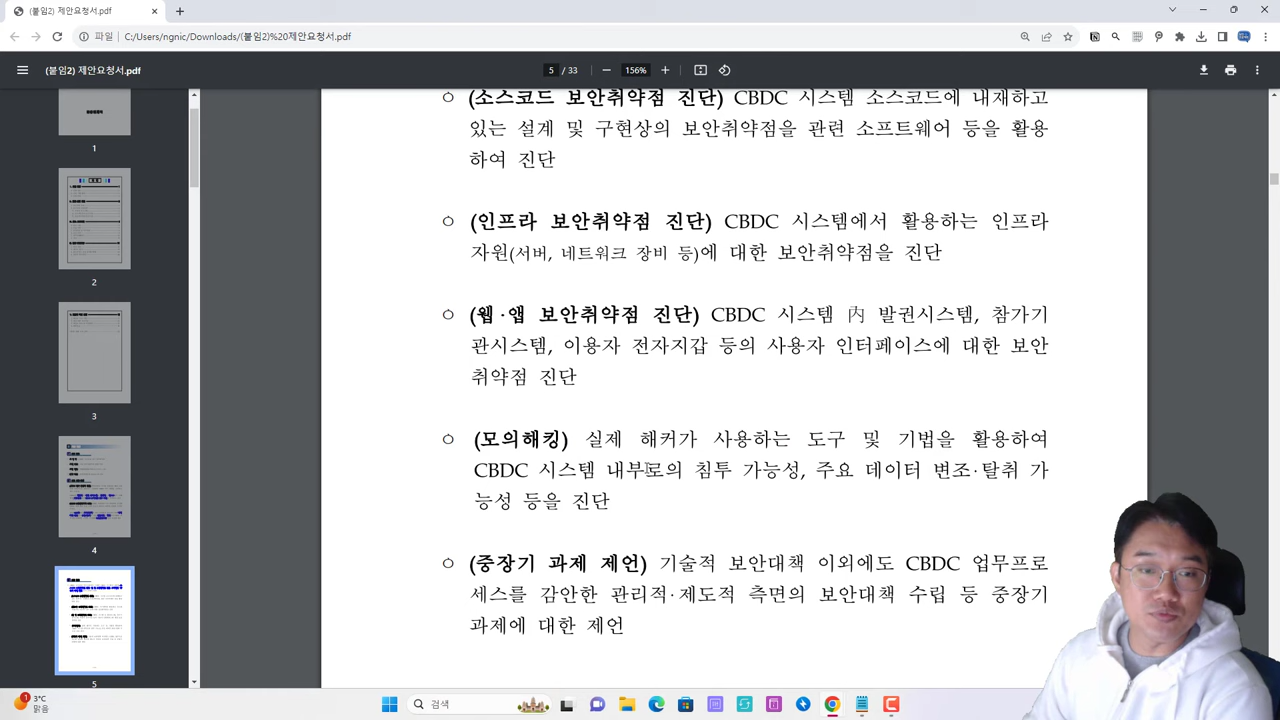 (붙임2) 제안요청서.pdf
파일
C:/Users/ngnic/Downloads/(붙임2)%20제안요청서.pdf
(붙임2) 제안요청서.pdf
5 / 33
156%
1
2
3
4
5
○ (소스코드 보안취약점 진단) CBDC 시스템 소스코드에 내재하고
있는 설계 및 구현상의 보안취약점을 관련 소프트웨어 등을 활용
하여 진단
○ (인프라 보안취약점 진단) CBDC 시스템에서 활용하는 인프라
자원(서버, 네트워크 장비 등)에 대한 보안취약점을 진단
○ (웹·앱 보안취약점 진단) CBDC 시스템 內 발권시스템, 참가기
관시스템, 이용자 전자지갑 등의 사용자 인터페이스에 대한 보안
취약점 진단
○ (모의해킹) 실제 해커가 사용하는 도구 및 기법을 활용하여
CBDC 시스템 내부로의 침투 가능성, 주요 데이터 변조·탈취 가
능성 등을 진단
○ (중장기 과제 제언) 기술적 보안대책 이외에도 CBDC 업무프로
세스를 감안한 관리적·제도적 측면의 보안대책 수립 등 중장기
과제에 대한 제언
1
3°C
맑음
검색